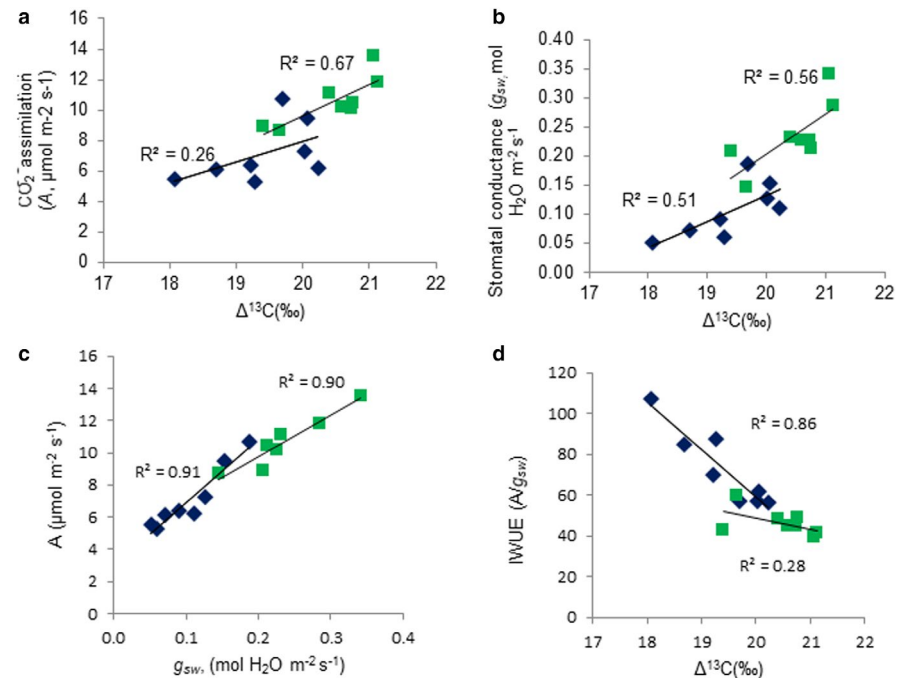 a
CO2 assimilation
(A, μmol m-2 s-1)
16
14
12
10
8
6
4
2
0
R² = 0.67
R² = 0.26
17 18 19 20 21 22
Δ¹³C(‰)
b
Stomatal conductance (gsw, mol
H₂O m⁻² s⁻¹
0.40
0.35
0.30
0.25
0.20
0.15
0.10
0.05
0.00
R² = 0.56
R² = 0.51
17 18 19 20 21 22
Δ¹³C(‰)
c
A (μmol m⁻² s⁻¹)
16
14
12
10
8
6
4
2
0
R² = 0.90
R² = 0.91
0.0 0.1 0.2 0.3 0.4
gsw, (mol H₂O m⁻² s⁻¹)
d
IWUE (A/gsw)
120
100
80
60
40
20
0
R² = 0.86
R² = 0.28
17 18 19 20 21 22
Δ¹³C(‰)